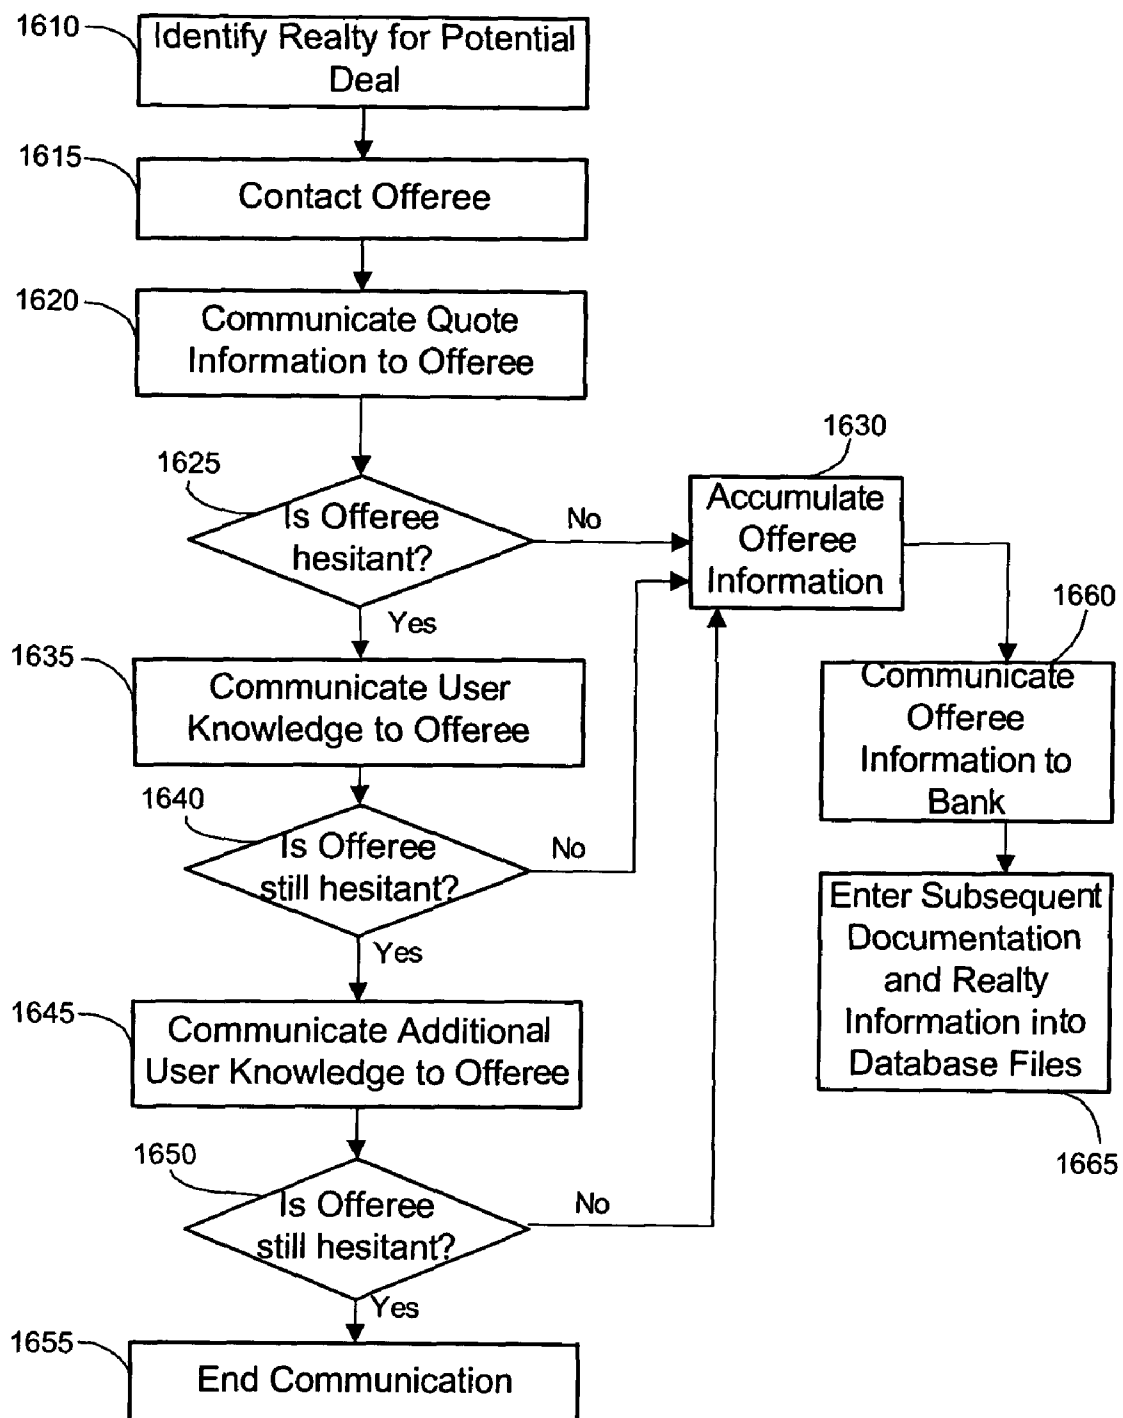 1610
Identify Realty for Potential
Deal
1615
Contact Offeree
1620
Communicate Quote
Information to Offeree
1625
Is Offeree
hesitant?
No
Yes
1630
Accumulate
Offeree
Information
1635
Communicate User
Knowledge to Offeree
1640
Is Offeree
still hesitant?
No
Yes
1660
Communicate
Offeree
Information to
Bank
1645
Communicate Additional
User Knowledge to Offeree
Enter Subsequent
Documentation
and Realty
Information into
Database Files
1665
1650
Is Offeree
still hesitant?
No
Yes
1655
End Communication